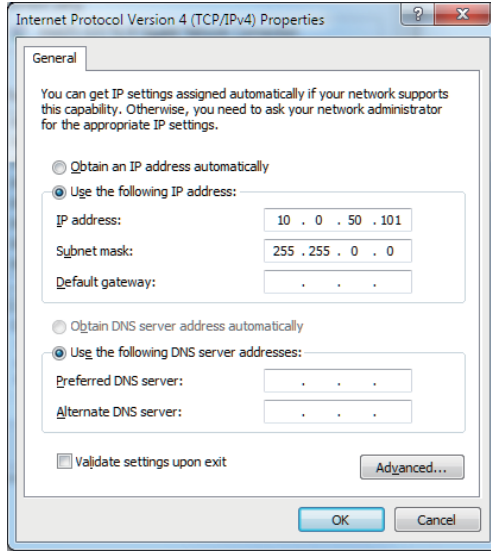 Internet Protocol Version 4 (TCP/IPv4) Properties
?
General
You can get IP settings assigned automatically if your network supports
this capability. Otherwise, you need to ask your network administrator
for the appropriate IP settings.
Obtain an IP address automatically
Use the following IP address:
IP address: 10 . 0 . 50 . 101
Subnet mask: 255 . 255 . 0 . 0
Default gateway: . . .
Obtain DNS server address automatically
Use the following DNS server addresses:
Preferred DNS server: . . .
Alternate DNS server: . . .
Validate settings upon exit
Advanced...
OK Cancel